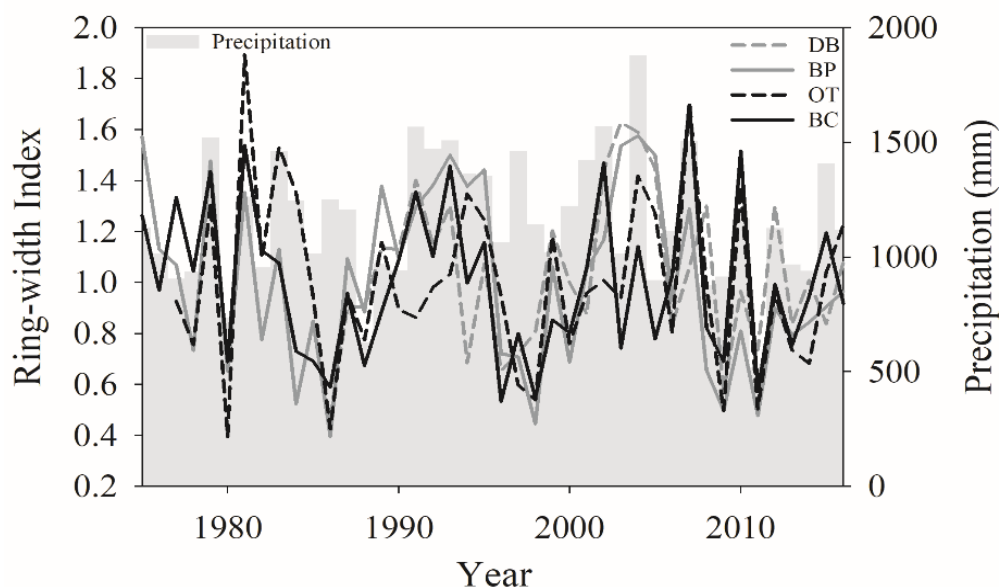 Precipitation
DB
BP
OT
BC
Ring-width Index
2.0
1.8
1.6
1.4
1.2
1.0
0.8
0.6
0.4
0.2
2000
1500
1000
500
0
Precipitation (mm)
1980
1990
2000
2010
Year